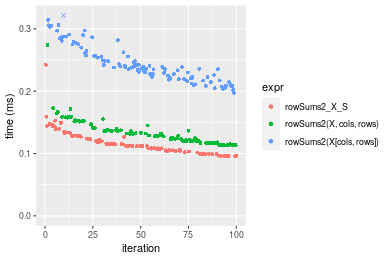 time (ms)
0.3
0.2
0.1
0.0
0
25
50
75
100
iteration
expr
rowSums2_X_S
rowSums2(X, cols, rows)
rowSums2(X[cols, rows])